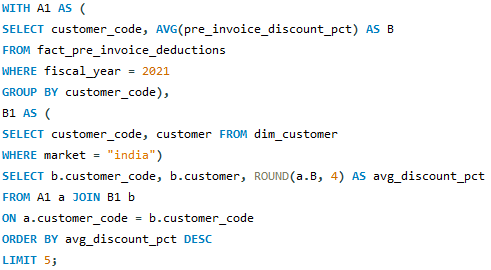 WITH A1 AS (
SELECT customer_code, AVG(pre_invoice_discount_pct) AS B
FROM fact_pre_invoice_deductions
WHERE fiscal_year = 2021
GROUP BY customer_code),
B1 AS (
SELECT customer_code, customer FROM dim_customer
WHERE market = "india")
SELECT b.customer_code, b.customer, ROUND(a.B, 4) AS avg_discount_pct
FROM A1 a JOIN B1 b
ON a.customer_code = b.customer_code
ORDER BY avg_discount_pct DESC
LIMIT 5;